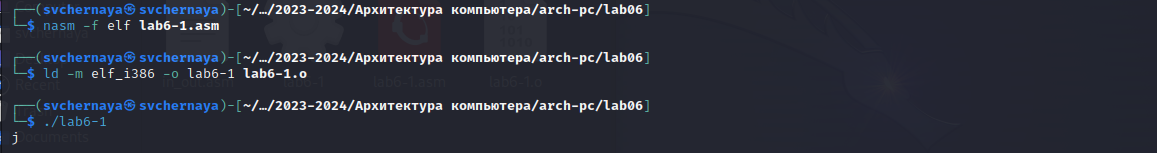 ┌──(svchernaya㉿svchernaya)-[~/…/2023-2024/Архитектура компьютера/arch-pc/lab06]
└─$ nasm -f elf lab6-1.asm
┌──(svchernaya㉿svchernaya)-[~/…/2023-2024/Архитектура компьютера/arch-pc/lab06]
└─$ ld -m elf_i386 -o lab6-1 lab6-1.o
┌──(svchernaya㉿svchernaya)-[~/…/2023-2024/Архитектура компьютера/arch-pc/lab06]
└─$ ./lab6-1
j
Documents